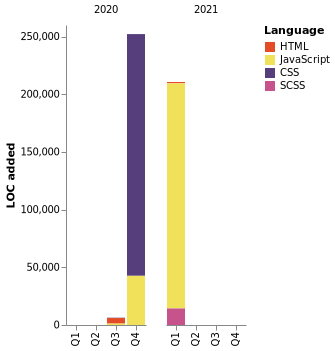 2020
2021
Language
HTML
JavaScript
CSS
SCSS
LOC added
250,000
200,000
150,000
100,000
50,000
0
Q1
Q2
Q3
Q4
Q1
Q2
Q3
Q4